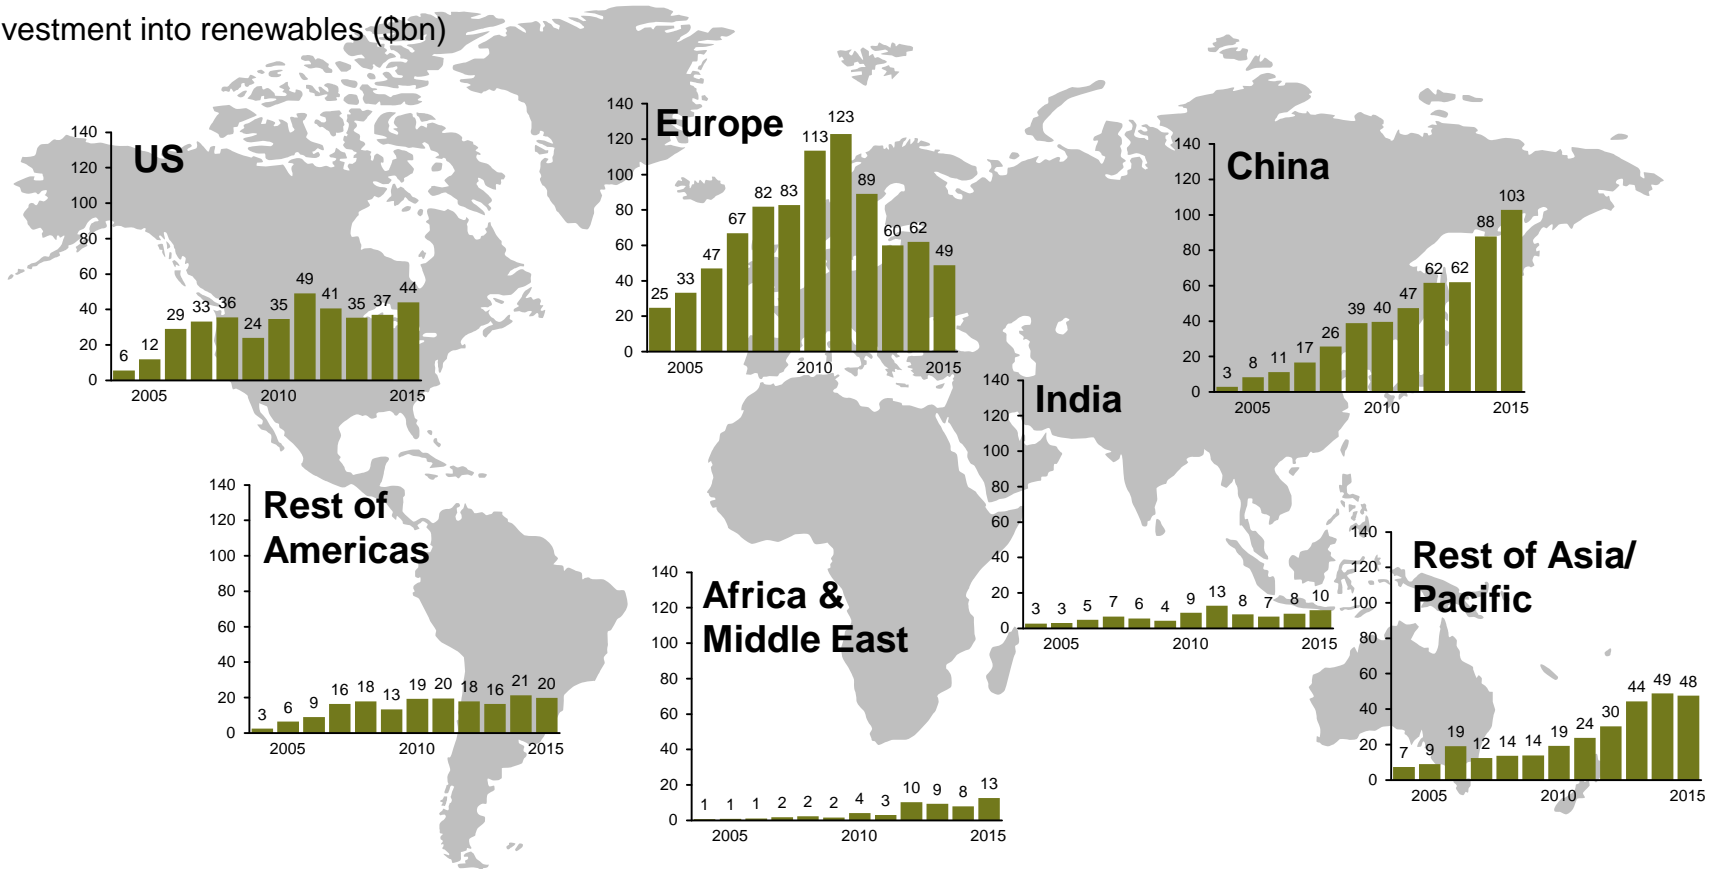 vestment into renewables ($bn)
US
140
120
100
80
60
40
20
0
6 12 29 33 36 24 35 49 41 35 37 44
2005 2010 2015
Europe
140
120
100
80
60
40
20
0
25 33 47 67 82 83 113 123 89 60 62 49
2005 2010 2015
China
140
120
100
80
60
40
20
0
3 8 11 17 26 39 40 47 62 62 88 103
2005 2010 2015
India
140
120
100
80
60
40
20
0
3 3 5 7 6 4 9 13 8 7 8 10
2005 2010 2015
Rest of
Americas
140
120
100
80
60
40
20
0
3 6 9 16 18 13 19 20 18 16 21 20
2005 2010 2015
Africa &
Middle East
140
120
100
80
60
40
20
0
1 1 1 2 2 2 4 3 10 9 8 13
2005 2010 2015
Rest of Asia/
Pacific
140
120
100
80
60
40
20
0
7 9 19 12 14 14 19 24 30 44 49 48
2005 2010 2015